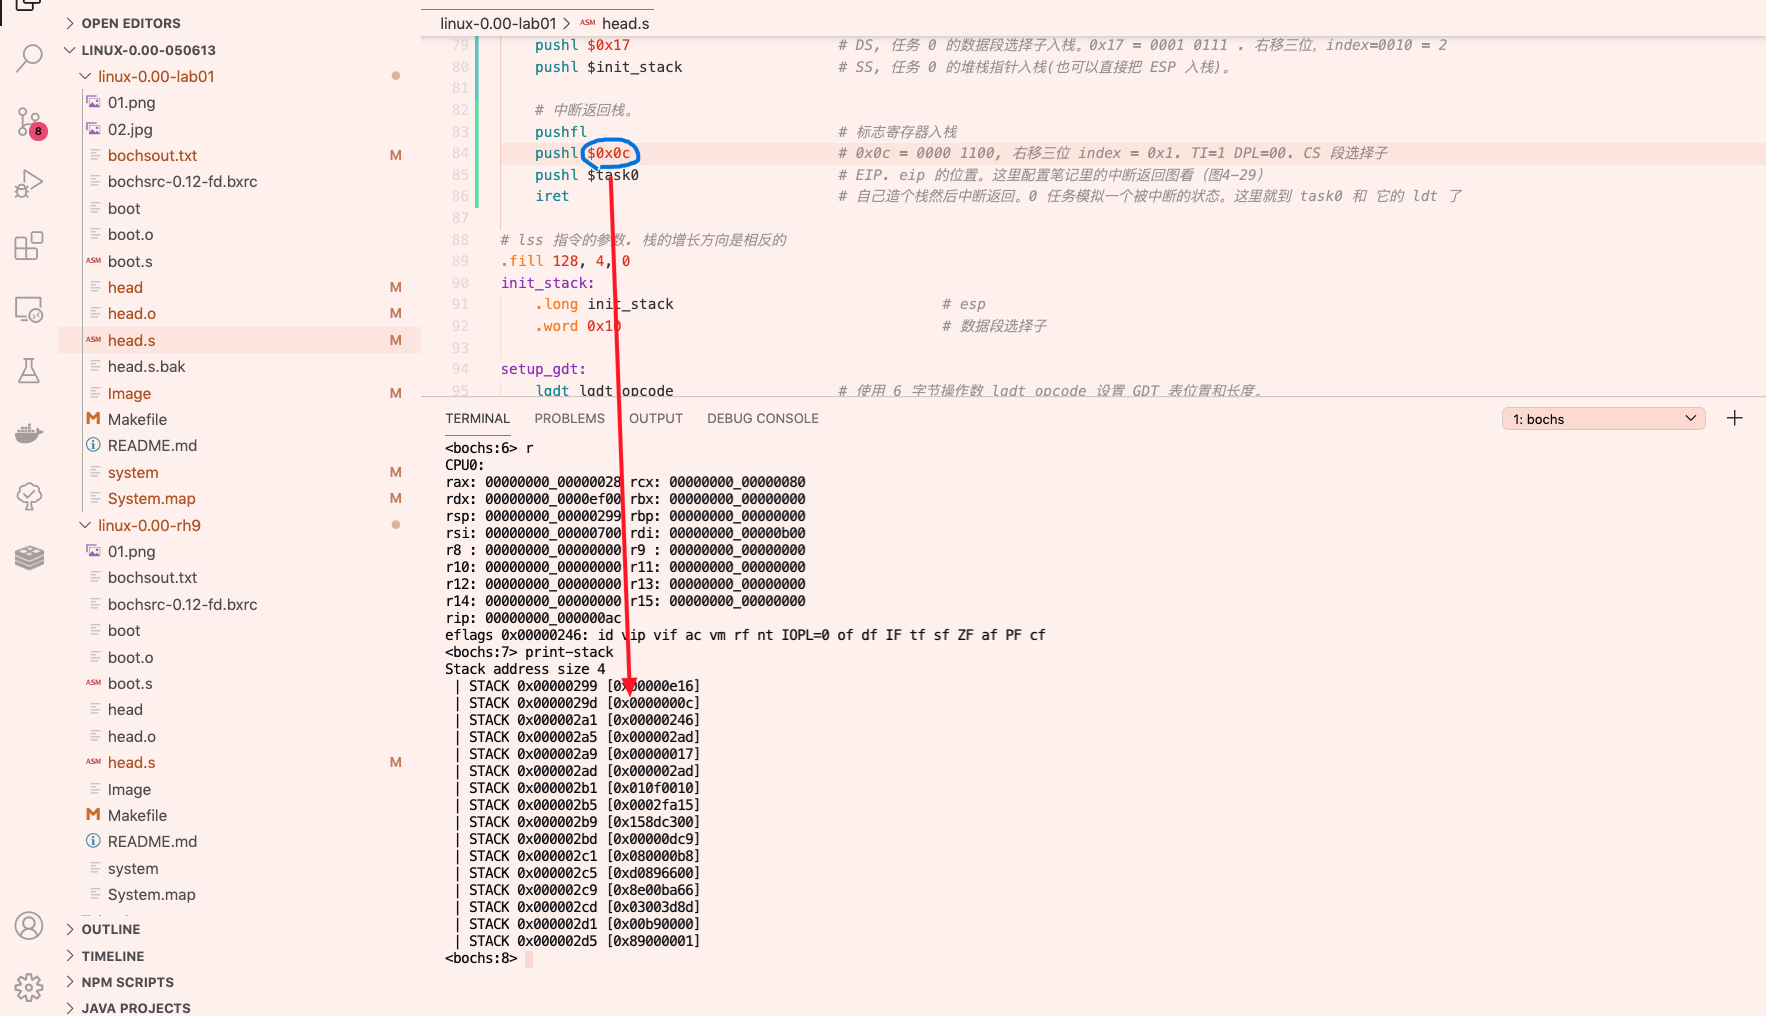 OPEN EDITORS
LINUX-0.00-050613
linux-0.00-lab01
01.png
02.jpg
bochsout.txt M
bochsrc-0.12-fd.bxrc
boot
boot.o
ASM boot.s
head M
head.o M
ASM head.s M
head.s.bak
Image M
Makefile
README.md
system M
System.map M
linux-0.00-rh9
01.png
bochsout.txt
bochsrc-0.12-fd.bxrc
boot
boot.o
ASM boot.s
head
head.o
ASM head.s M
Image
Makefile
README.md
system
System.map
OUTLINE
TIMELINE
NPM SCRIPTS
JAVA PROJECTS
8
linux-0.00-lab01 > ASM head.s
79 pushl $0x17 # DS, 任务 0 的数据段选择子入栈。0x17 = 0001 0111 . 右移三位, index=0010 = 2
80 pushl $init_stack # SS, 任务 0 的堆栈指针入栈(也可以直接把 ESP 入栈)。
81
82 # 中断返回栈。
83 pushfl # 标志寄存器入栈
84 pushl $0x0c # 0x0c = 0000 1100, 右移三位 index = 0x1. TI=1 DPL=00. CS 段选择子
85 pushl $task0 # EIP. eip 的位置。这里配置笔记里的中断返回图看 (图4-29)
86 iret # 自己造个栈然后中断返回。0 任务模拟一个被中断的状态。这里就到 task0 和 它的 ldt 了
87
88 # lss 指令的参数. 栈的增长方向是相反的
89 .fill 128, 4, 0
90 init_stack:
91 .long init_stack # esp
92 .word 0x10 # 数据段选择子
93
94 setup_gdt:
95 lgdt lgdt_opcode # 使用 6 字节操作数 lgdt_opcode 设置 GDT 表位置和长度。
TERMINAL PROBLEMS OUTPUT DEBUG CONSOLE 1: bochs
<bochs:6> r
CPU0:
rax: 00000000_00000028 rcx: 00000000_00000080
rdx: 00000000_0000ef00 rbx: 00000000_00000000
rsp: 00000000_00000299 rbp: 00000000_00000000
rsi: 00000000_00000700 rdi: 00000000_00000b00
r8 : 00000000_00000000 r9 : 00000000_00000000
r10: 00000000_00000000 r11: 00000000_00000000
r12: 00000000_00000000 r13: 00000000_00000000
r14: 00000000_00000000 r15: 00000000_00000000
rip: 00000000_000000ac
eflags 0x00000246: id vip vif ac vm rf nt IOPL=0 of df IF tf sf ZF af PF cf
<bochs:7> print-stack
Stack address size 4
| STACK 0x00000299 [0x00000e16]
| STACK 0x0000029d [0x0000000c]
| STACK 0x000002a1 [0x00000246]
| STACK 0x000002a5 [0x000002ad]
| STACK 0x000002a9 [0x00000017]
| STACK 0x000002ad [0x000002ad]
| STACK 0x000002b1 [0x010f0010]
| STACK 0x000002b5 [0x0002fa15]
| STACK 0x000002b9 [0x158dc300]
| STACK 0x000002bd [0x00000dc9]
| STACK 0x000002c1 [0x080000b8]
| STACK 0x000002c5 [0xd0896600]
| STACK 0x000002c9 [0x8e00ba66]
| STACK 0x000002cd [0x03003d8d]
| STACK 0x000002d1 [0x00b90000]
| STACK 0x000002d5 [0x89000001]
<bochs:8>